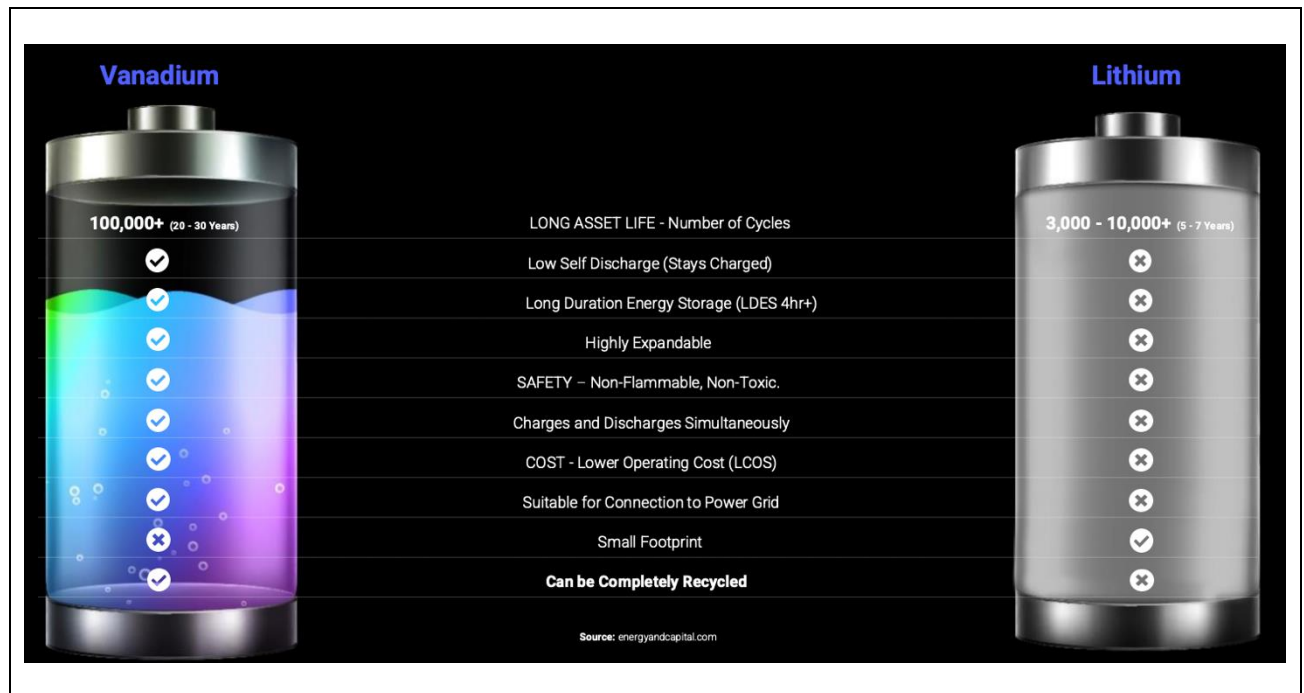 Vanadium
Lithium
100,000+ (20 - 30 Years)
LONG ASSET LIFE - Number of Cycles
3,000 - 10,000+ (5 - 7 Years)
Low Self Discharge (Stays Charged)
Long Duration Energy Storage (LDES 4hr+)
Highly Expandable
SAFETY – Non-Flammable, Non-Toxic.
Charges and Discharges Simultaneously
COST - Lower Operating Cost (LCOS)
Suitable for Connection to Power Grid
Small Footprint
Can be Completely Recycled
Source: energyandcapital.com